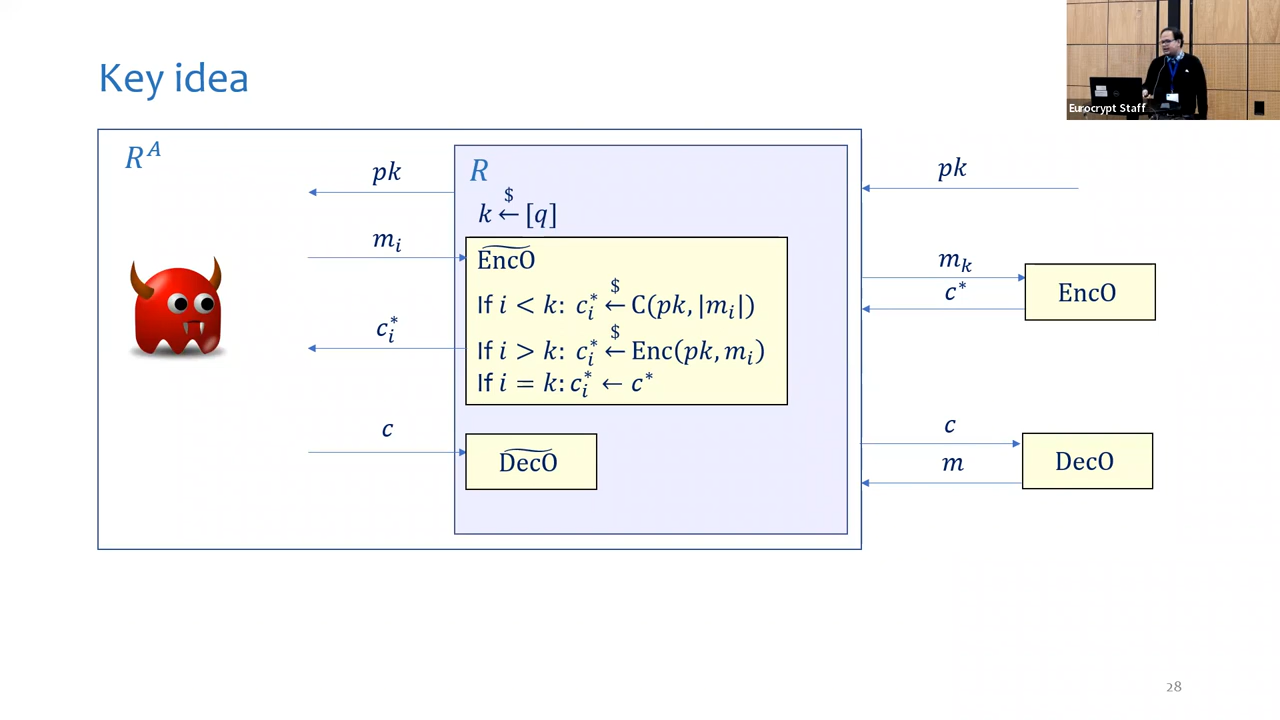 Key idea
Eurocrypt Staff
R^A
pk
R
pk
k ←$ [q]
m_i
EncO~
If i < k: c_i^* ←$ C(pk, |m_i|)
c_i^*
If i > k: c_i^* ←$ Enc(pk, m_i)
If i = k: c_i^* ← c^*
m_k
c^*
EncO
c
DecO~
c
m
DecO
28